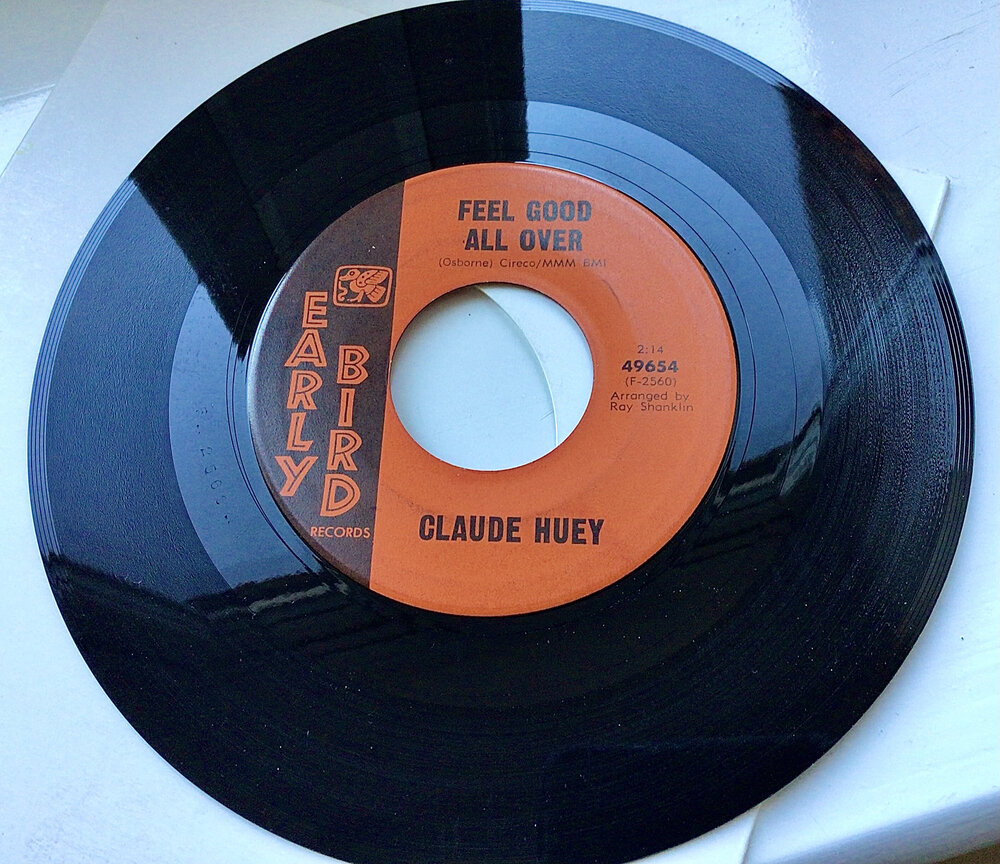 FEEL GOOD
ALL OVER
(Osborne) Cireco/MMM BMI
EARLY
BIRD
RECORDS
2:14
49654
(F-2560)
Arranged by
Ray Shanklin
CLAUDE HUEY